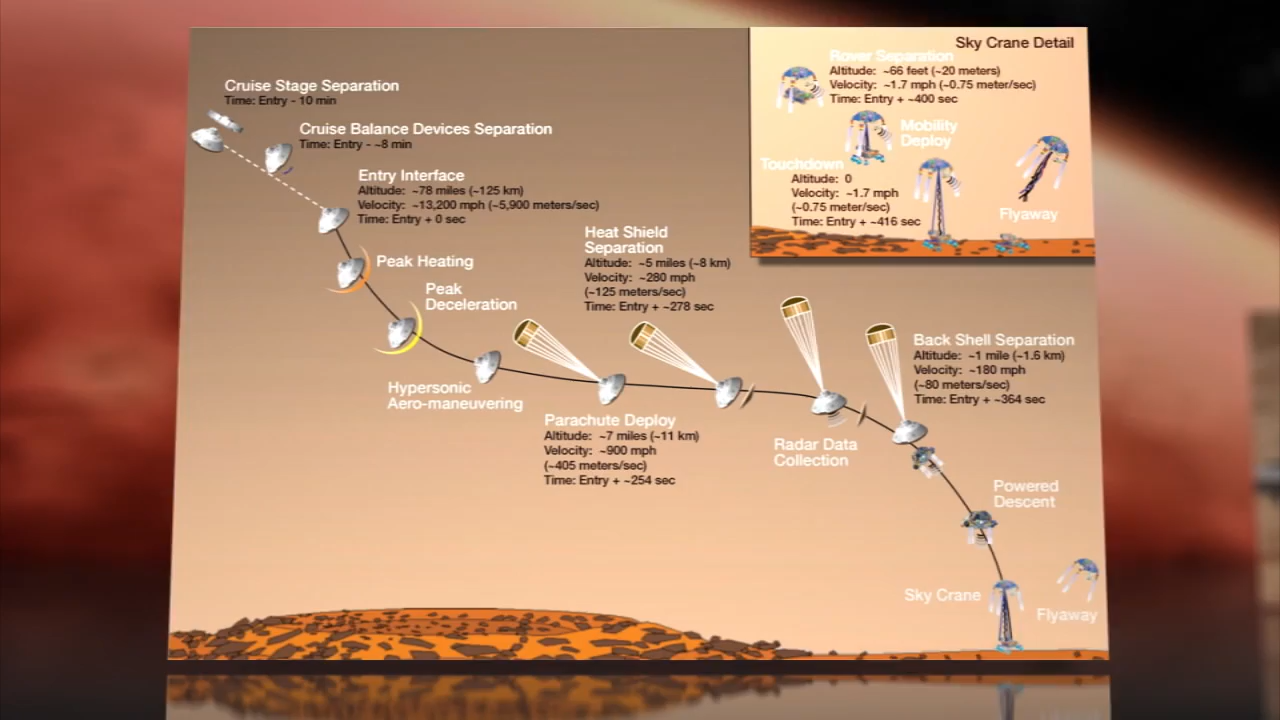 Sky Crane Detail
Rover Separation
Altitude: ~66 feet (~20 meters)
Velocity: ~1.7 mph (~0.75 meter/sec)
Time: Entry + ~400 sec
Mobility
Deploy
Touchdown
Altitude: 0
Velocity: ~1.7 mph
(~0.75 meter/sec)
Time: Entry + ~416 sec
Flyaway
Cruise Stage Separation
Time: Entry - 10 min
Cruise Balance Devices Separation
Time: Entry - ~8 min
Entry Interface
Altitude: ~78 miles (~125 km)
Velocity: ~13,200 mph (~5,900 meters/sec)
Time: Entry + 0 sec
Peak Heating
Peak
Deceleration
Hypersonic
Aero-maneuvering
Parachute Deploy
Altitude: ~7 miles (~11 km)
Velocity: ~900 mph
(~405 meters/sec)
Time: Entry + ~254 sec
Heat Shield
Separation
Altitude: ~5 miles (~8 km)
Velocity: ~280 mph
(~125 meters/sec)
Time: Entry + ~278 sec
Radar Data
Collection
Back Shell Separation
Altitude: ~1 mile (~1.6 km)
Velocity: ~180 mph
(~80 meters/sec)
Time: Entry + ~364 sec
Powered
Descent
Sky Crane
Flyaway